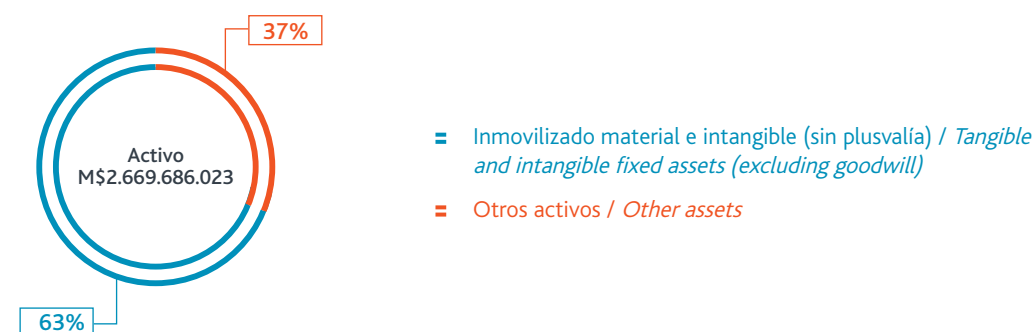 37%
Activo
M$2.669.686.023
Inmovilizado material e intangible (sin plusvalía) / Tangible
and intangible fixed assets (excluding goodwill)
Otros activos / Other assets
63%